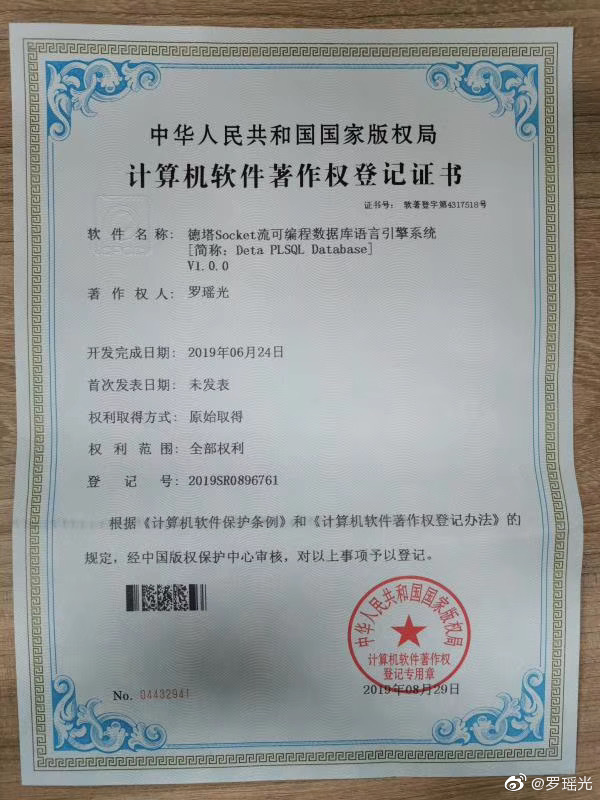 中华人民共和国国家版权局
计算机软件著作权登记证书
证书号： 软著登字第4317518号
软件名称： 德塔Socket流可编程数据库语言引擎系统
[简称：Deta PLSQL Database]
V1.0.0
著作权人： 罗瑶光
开发完成日期： 2019年06月24日
首次发表日期： 未发表
权利取得方式： 原始取得
权利范围： 全部权利
登记号： 2019SR0896761
根据《计算机软件保护条例》和《计算机软件著作权登记办法》的
规定，经中国版权保护中心审核，对以上事项予以登记。
中华人民共和国国家版权局
计算机软件著作权
登记专用章
2019年08月29日
No. 04432941
@罗瑶光